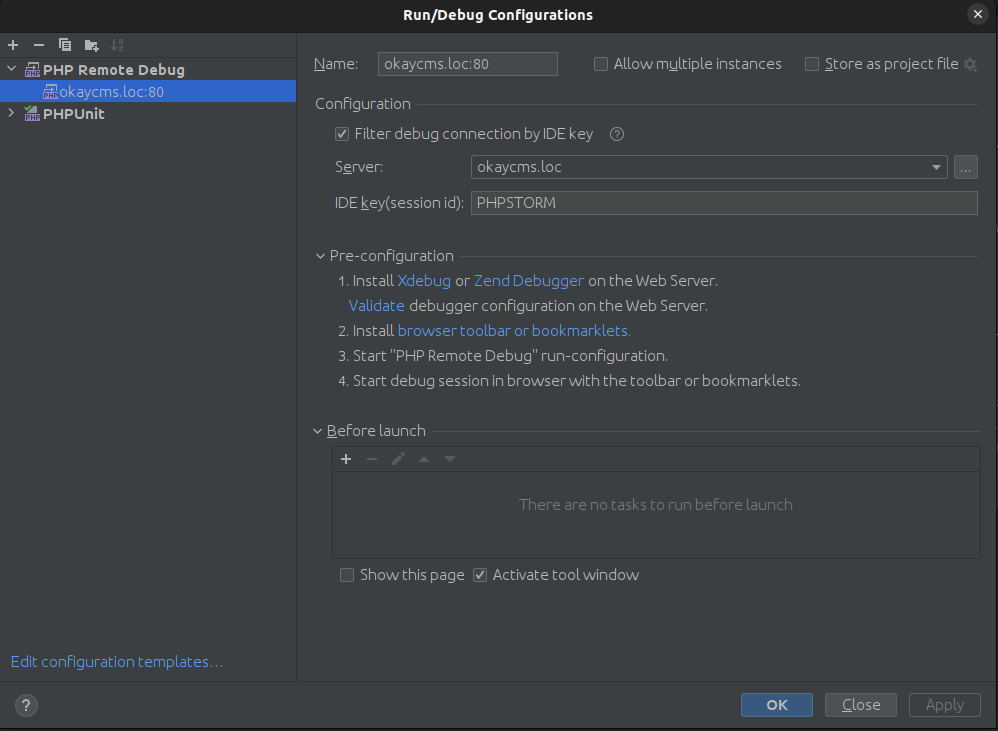 Run/Debug Configurations
PHP Remote Debug
okaycms.loc:80
PHPUnit
Edit configuration templates...
Name: okaycms.loc:80 Allow multiple instances Store as project file
Configuration
Filter debug connection by IDE key
Server: okaycms.loc ...
IDE key(session id): PHPSTORM
Pre-configuration
1. Install Xdebug or Zend Debugger on the Web Server.
Validate debugger configuration on the Web Server.
2. Install browser toolbar or bookmarklets.
3. Start "PHP Remote Debug" run-configuration.
4. Start debug session in browser with the toolbar or bookmarklets.
Before launch
There are no tasks to run before launch
Show this page Activate tool window
? OK Close Apply